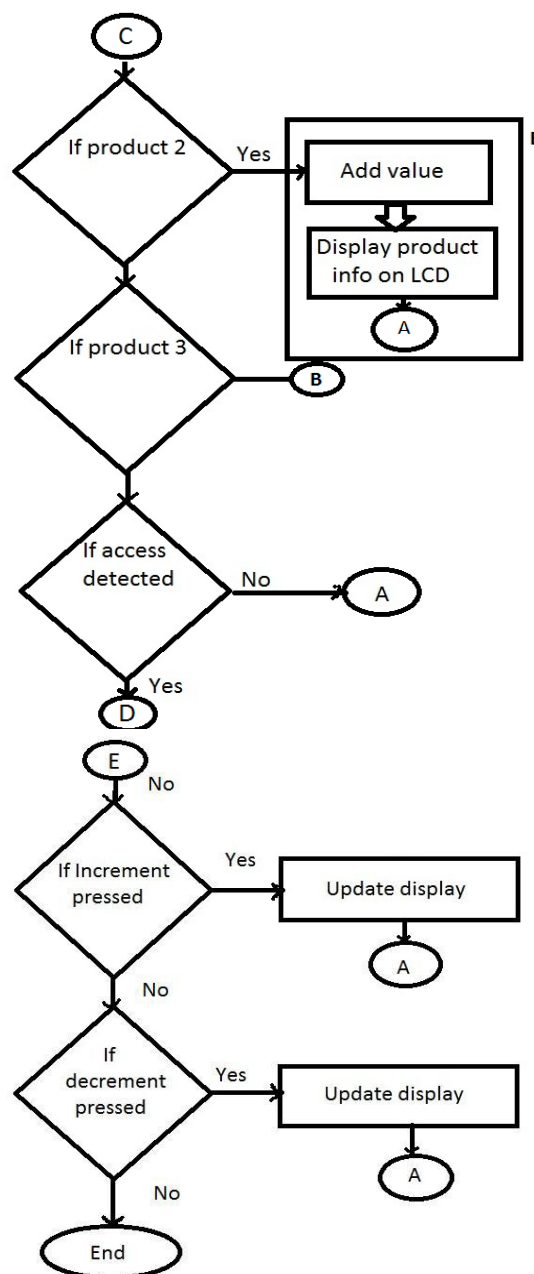 C
If product 2
Yes
Add value
Display product
info on LCD
A
If product 3
B
If access
detected
No
A
Yes
D
E
No
If Increment
pressed
Yes
Update display
A
No
If
decrement
pressed
Yes
Update display
A
No
End